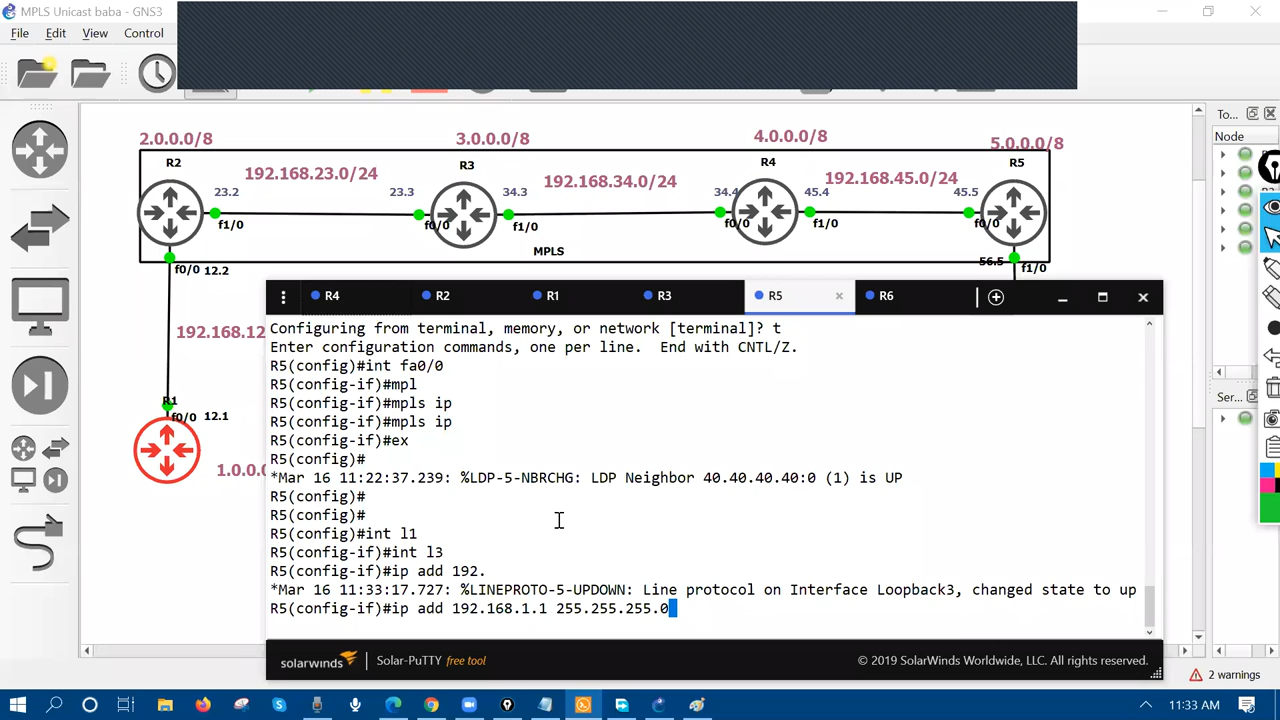 MPLS Unicast baba - GNS3
File Edit View Control
To...
Node
2.0.0.0/8
3.0.0.0/8
4.0.0.0/8
5.0.0.0/8
R2
R3
R4
R5
23.2
192.168.23.0/24
23.3
34.3
192.168.34.0/24
34.4
45.4
192.168.45.0/24
45.5
f1/0
f0/0
f1/0
f0/0
f1/0
f0/0
MPLS
56.5
f0/0 12.2
f1/0
192.168.12
R1
f0/0 12.1
1.0.0.0
Ser...
R4
R2
R1
R3
R5
R6
Configuring from terminal, memory, or network [terminal]? t
Enter configuration commands, one per line. End with CNTL/Z.
R5(config)#int fa0/0
R5(config-if)#mpl
R5(config-if)#mpls ip
R5(config-if)#mpls ip
R5(config-if)#ex
R5(config)#
*Mar 16 11:22:37.239: %LDP-5-NBRCHG: LDP Neighbor 40.40.40.40:0 (1) is UP
R5(config)#
R5(config)#
R5(config)#int l1
R5(config-if)#int l3
R5(config-if)#ip add 192.
*Mar 16 11:33:17.727: %LINEPROTO-5-UPDOWN: Line protocol on Interface Loopback3, changed state to up
R5(config-if)#ip add 192.168.1.1 255.255.255.0
solarwinds Solar-PuTTY free tool
© 2019 SolarWinds Worldwide, LLC. All rights reserved.
2 warnings
11:33 AM